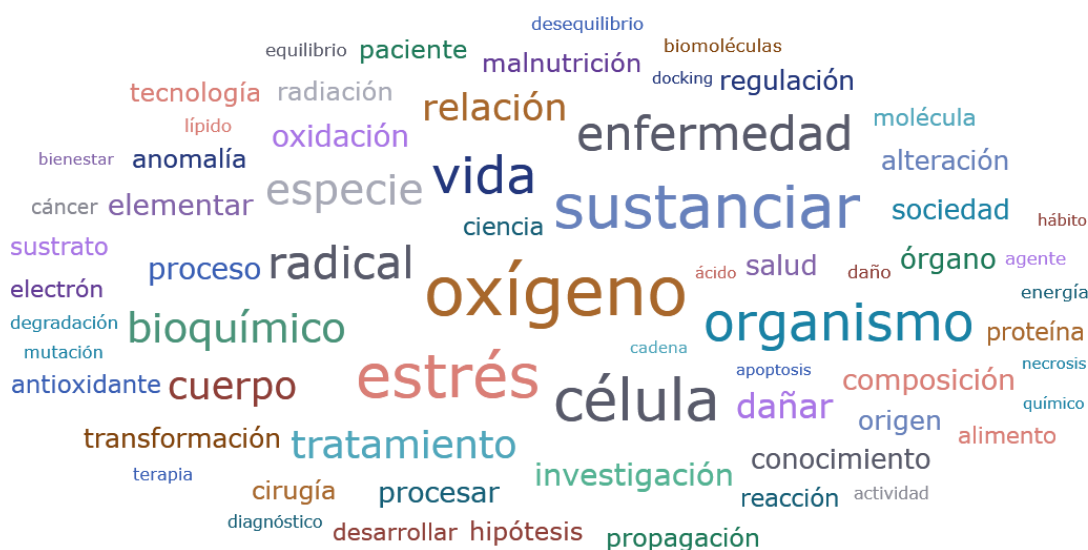 desequilibrio
equilibrio paciente biomoléculas
malnutrición docking regulación
tecnología radiación relación
lípido oxidación enfermedad molécula
bienestar anomalía vida alteración
cáncer elementar especie sustanciar sociedad
ciencia hábito
sustrato proceso radical ácido salud daño órgano agente
electrón oxígeno energía
degradación bioquímico organismo proteína
mutación cadena necrosis
antioxidante cuerpo estrés apoptosis composición
célula dañar químico
transformación tratamiento origen alimento
terapia investigación conocimiento
cirugía procesar reacción actividad
diagnóstico desarrollar hipótesis propagación